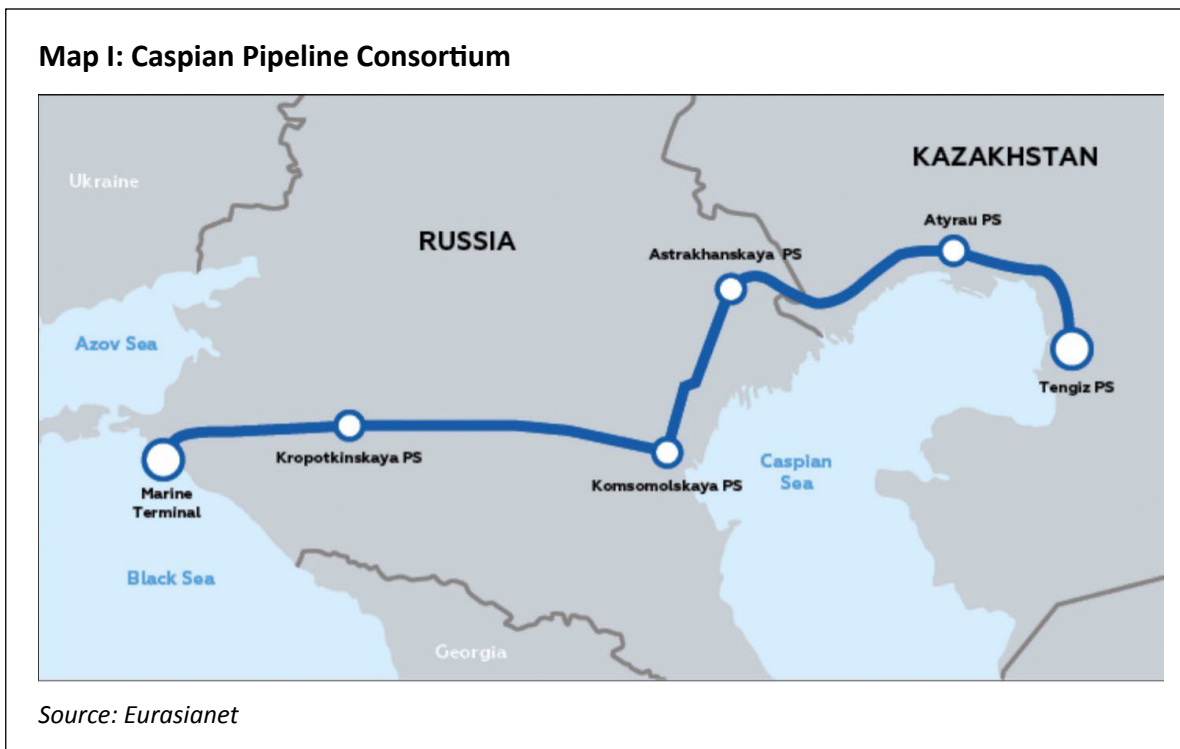 Map I: Caspian Pipeline Consortium
Ukraine
KAZAKHSTAN
Atyrau PS
RUSSIA
Astrakhanskaya PS
Azov Sea
Tengiz PS
Kropotkinskaya PS
Caspian
Sea
Komsomolskaya PS
Marine
Terminal
Black Sea
Georgia
Source: Eurasianet